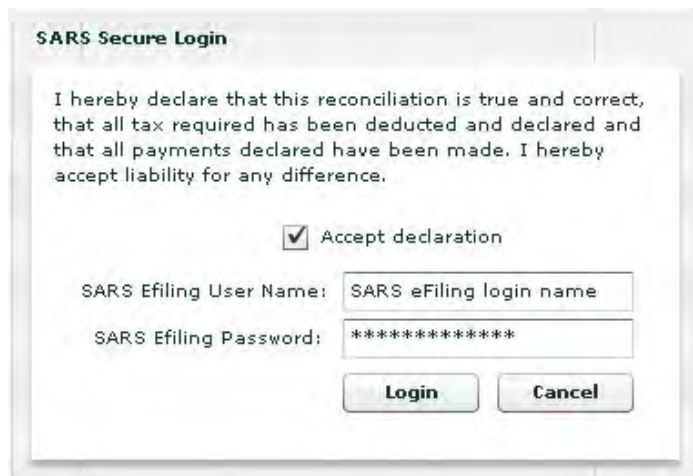 SARS Secure Login
I hereby declare that this reconciliation is true and correct,
that all tax required has been deducted and declared and
that all payments declared have been made. I hereby
accept liability for any difference.
Accept declaration
SARS Efiling User Name: SARS eFiling login name
SARS Efiling Password: *************
Login Cancel